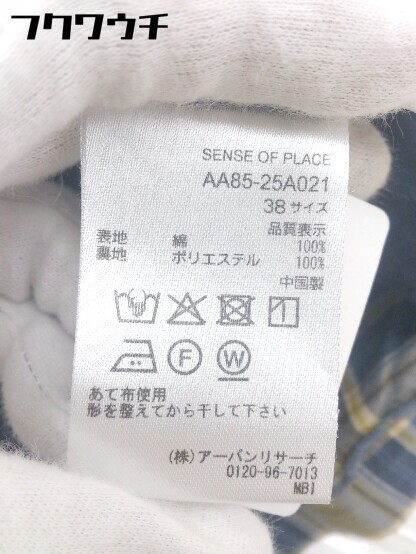 フクワウチ
SENSE OF PLACE
AA85-25A021
38 サイズ
品質表示
表地 綿 100%
裏地 ポリエステル 100%
中国製
F W
あて布使用
形を整えてから干して下さい
(株)アーバンリサーチ
0120-96-7013
MB1